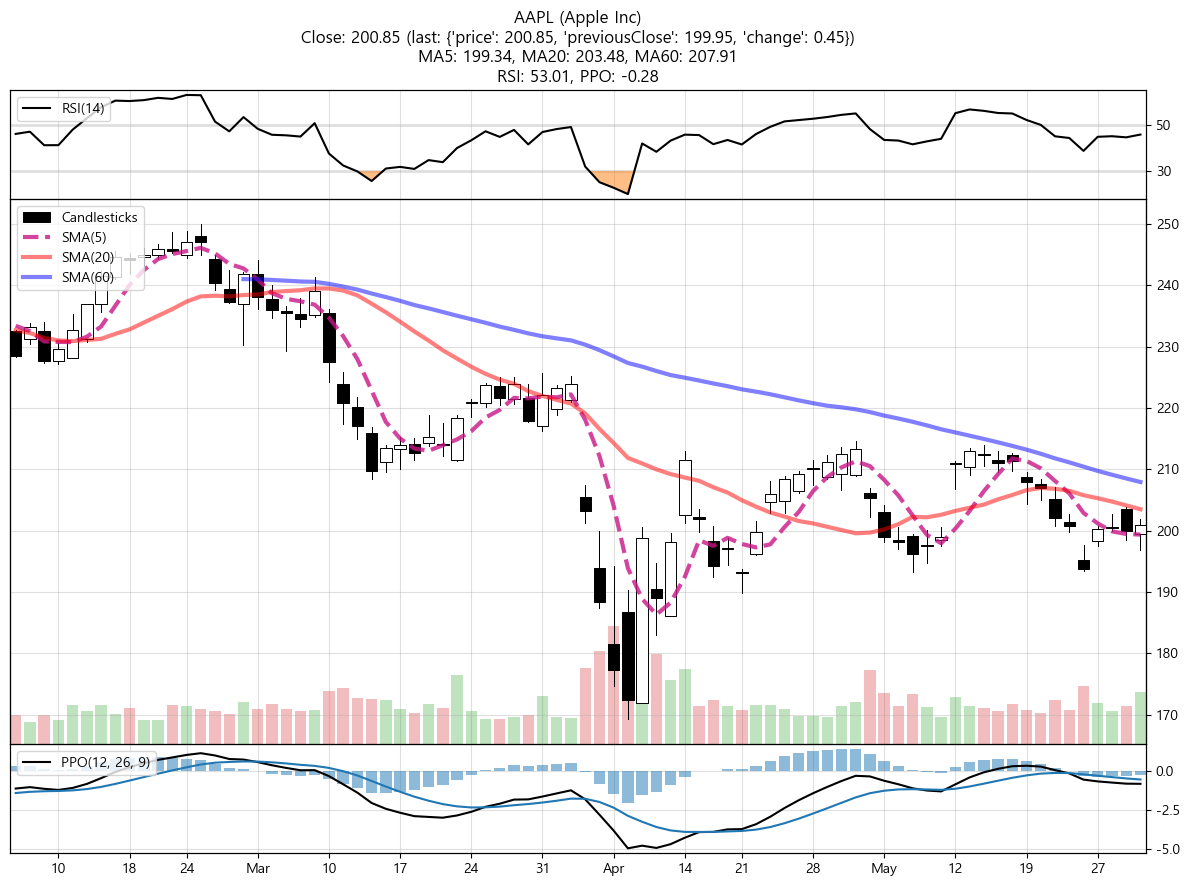 AAPL (Apple Inc)
Close: 200.85 (last: {'price': 200.85, 'previousClose': 199.95, 'change': 0.45})
MA5: 199.34, MA20: 203.48, MA60: 207.91
RSI: 53.01, PPO: -0.28
RSI(14)
50
30
Candlesticks
SMA(5)
SMA(20)
SMA(60)
250
240
230
220
210
200
190
180
170
PPO(12, 26, 9)
0.0
−2.5
−5.0
10 18 24 Mar 10 17 24 31 Apr 14 21 28 May 12 19 27